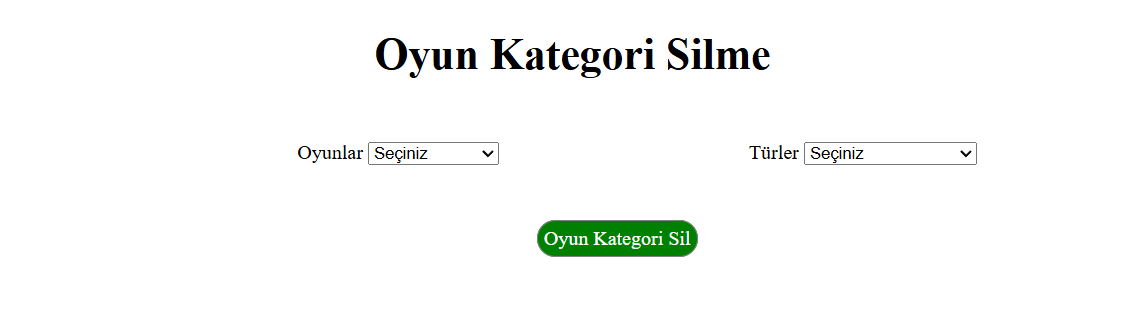 Oyun Kategori Silme
Oyunlar Seçiniz Türler Seçiniz
Oyun Kategori Sil